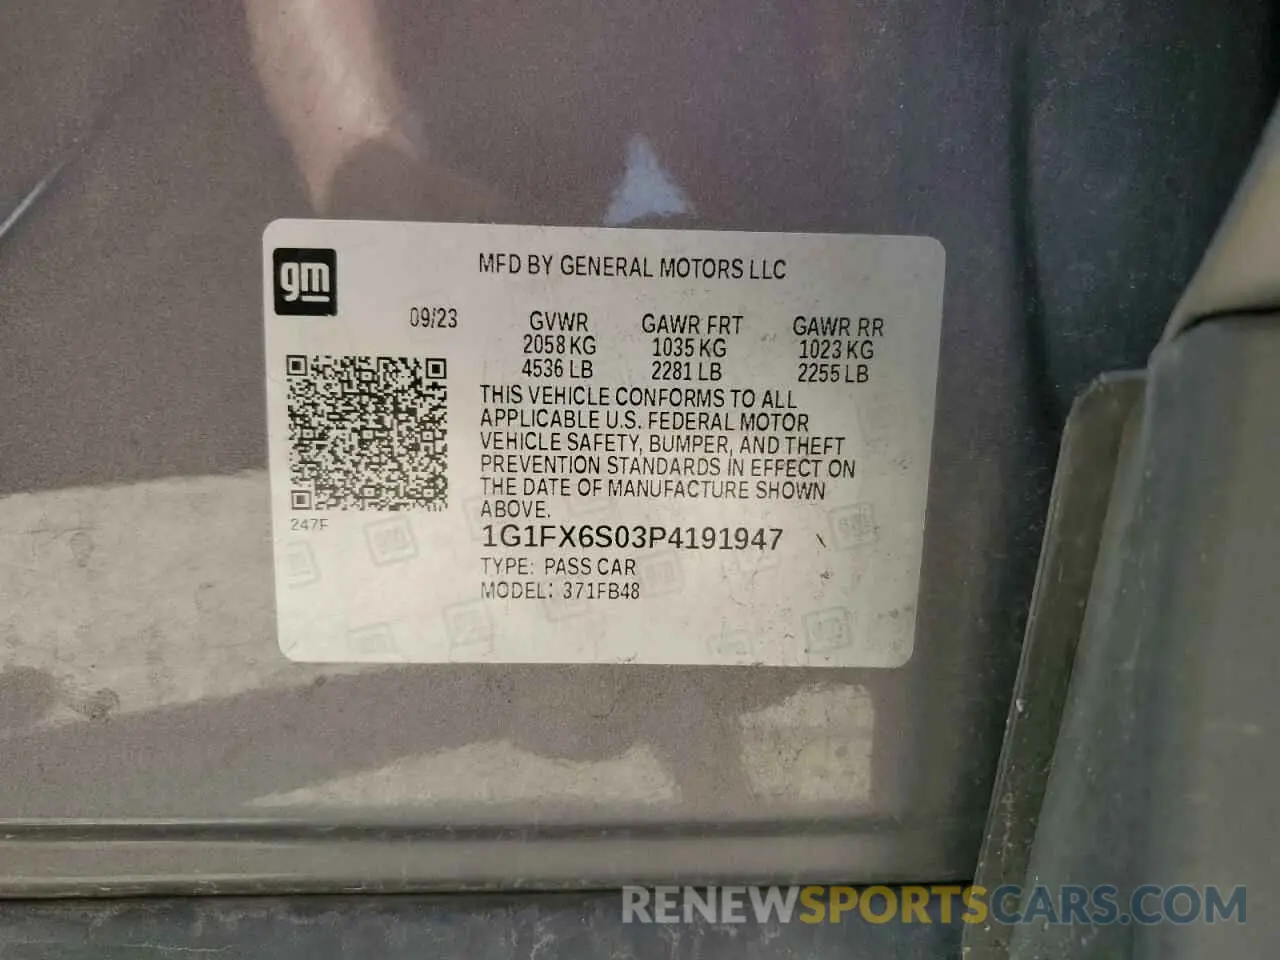 gm
MFD BY GENERAL MOTORS LLC
09/23
GVWR GAWR FRT GAWR RR
2058 KG 1035 KG 1023 KG
4536 LB 2281 LB 2255 LB
THIS VEHICLE CONFORMS TO ALL
APPLICABLE U.S. FEDERAL MOTOR
VEHICLE SAFETY, BUMPER, AND THEFT
PREVENTION STANDARDS IN EFFECT ON
THE DATE OF MANUFACTURE SHOWN
ABOVE.
247F
1G1FX6S03P4191947
TYPE: PASS CAR
MODEL: 371FB48
RENEWSPORTSCARS.COM